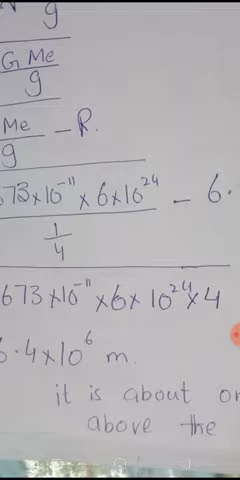 g
G Me
g
Me
g
- R.
73×10⁻¹¹ × 6×10²⁴
1
4
- 6.
673×10⁻¹¹×6×10²⁴×4
6.4×10⁶ m.
it is about
above the